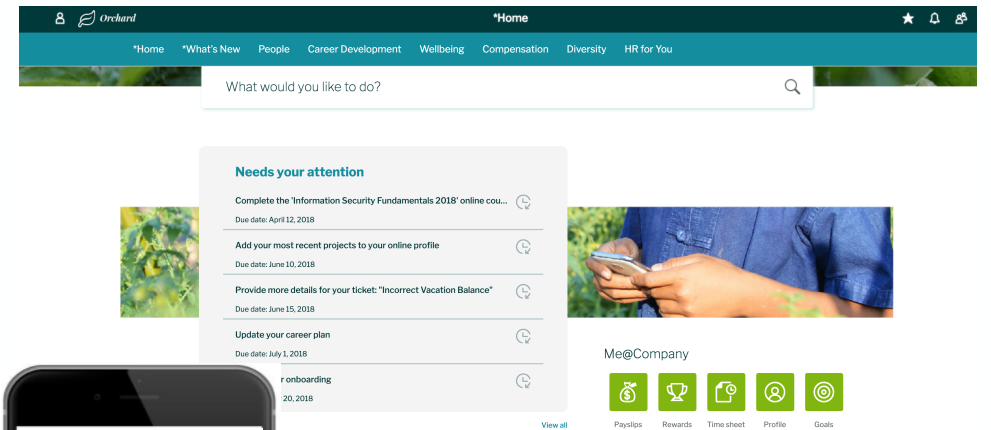 Orchard
*Home
*Home *What's New People Career Development Wellbeing Compensation Diversity HR for You
What would you like to do?
Needs your attention
Complete the 'Information Security Fundamentals 2018' online cou...
Due date: April 12, 2018
Add your most recent projects to your online profile
Due date: June 10, 2018
Provide more details for your ticket: "Incorrect Vacation Balance"
Due date: June 15, 2018
Update your career plan
Due date: July 1, 2018
onboarding
20, 2018
View all
Me@Company
Payslips Rewards Time sheet Profile Goals